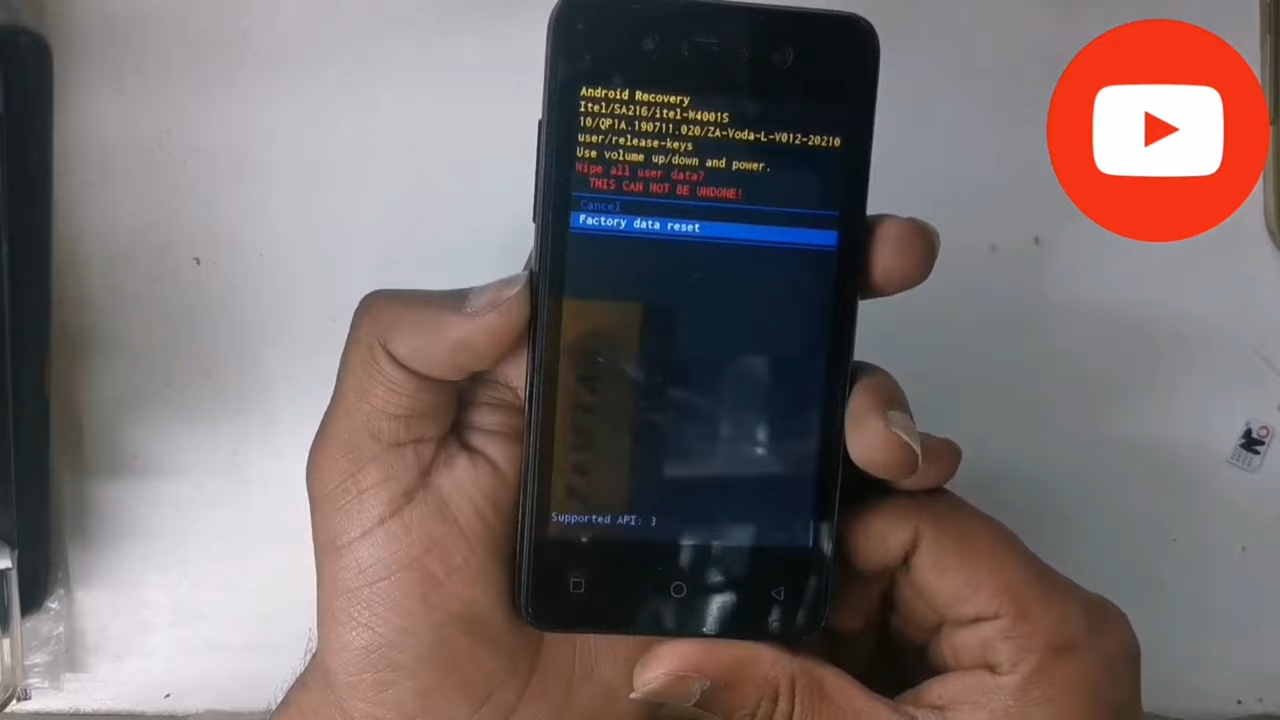 Android Recovery
Itel/SA216/itel-W4001S
10/QP1A.190711.020/ZA-Voda-L-V012-20210
user/release-keys
Use volume up/down and power.
Wipe all user data?
THIS CAN NOT BE UNDONE!
Cancel
Factory data reset
Supported API: 3